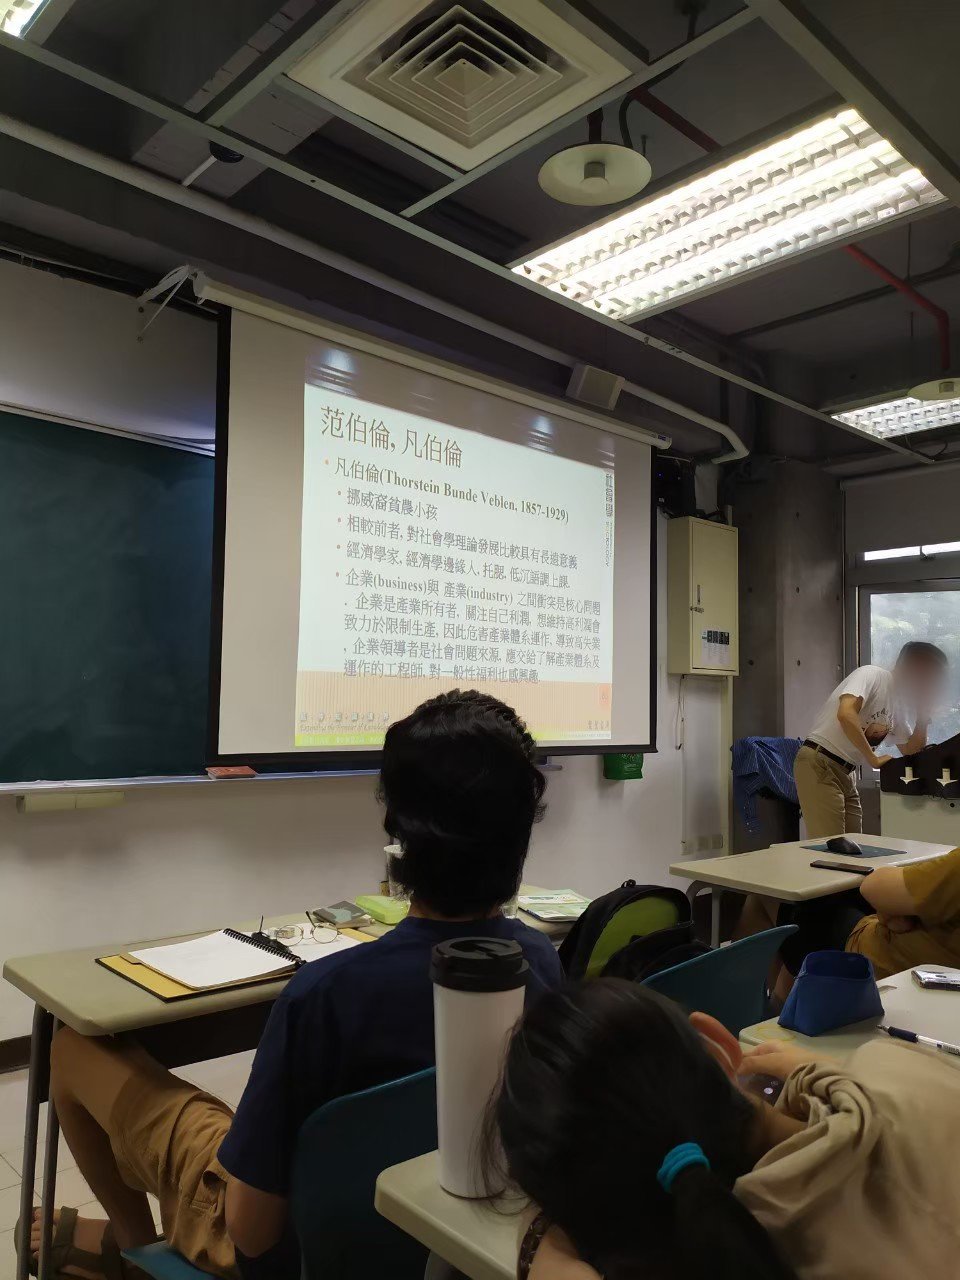 范伯倫, 凡伯倫
凡伯倫(Thorstein Bunde Veblen, 1857-1929)
挪威裔貧農小孩
相較前者, 對社會學理論發展比較具有長遠意義
經濟學家, 經濟學邊緣人, 托腮, 低沉語調上課.
企業(business)與 產業(industry) 之間衝突是核心問題
. 企業是產業所有者, 關注自己利潤, 想維持高利潤會
致力於限制生產, 因此危害產業體系運作, 導致高失業
, 企業領導者是社會問題來源, 應交給了解產業體系及
運作的工程師, 對一般性福利也感興趣
社會學